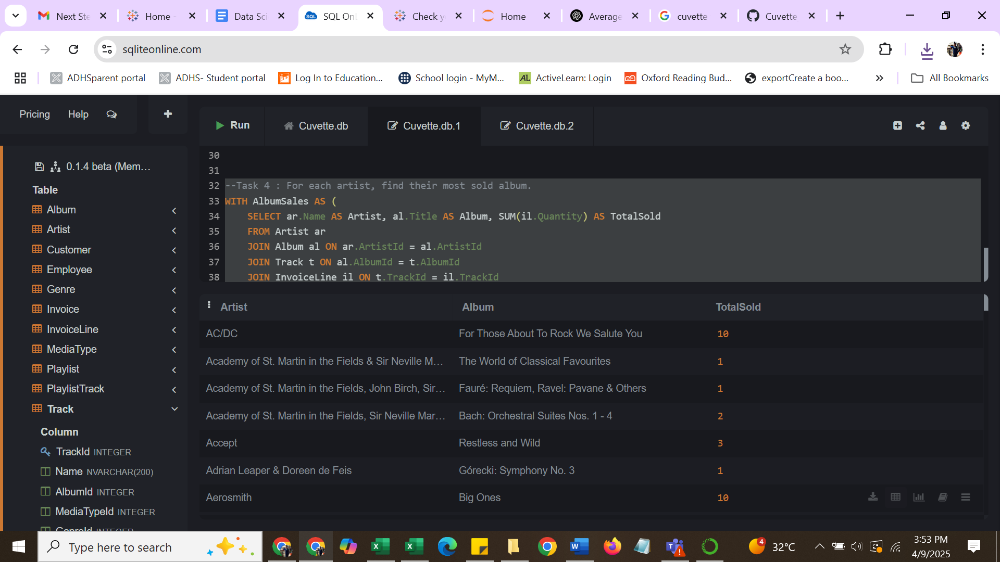 Next Ste
Home -
Data Sci
SQL Onl
Check y
Home
Average
cuvette
Cuvette_
sqliteonline.com
ADHSparent portal
ADHS- Student portal
Log In to Education...
School login - MyM...
ActiveLearn: Login
Oxford Reading Bud...
exportCreate a boo...
All Bookmarks
Pricing
Help
Run
Cuvette.db
Cuvette.db.1
Cuvette.db.2
0.1.4 beta (Mem...
Table
Album
Artist
Customer
Employee
Genre
Invoice
InvoiceLine
MediaType
Playlist
PlaylistTrack
Track
Column
TrackId INTEGER
Name NVARCHAR(200)
AlbumId INTEGER
MediaTypeId INTEGER
GenreId INTEGER
30
31
32 --Task 4 : For each artist, find their most sold album.
33 WITH AlbumSales AS (
34 SELECT ar.Name AS Artist, al.Title AS Album, SUM(il.Quantity) AS TotalSold
35 FROM Artist ar
36 JOIN Album al ON ar.ArtistId = al.ArtistId
37 JOIN Track t ON al.AlbumId = t.AlbumId
38 JOIN InvoiceLine il ON t.TrackId = il.TrackId
Artist Album TotalSold
AC/DC For Those About To Rock We Salute You 10
Academy of St. Martin in the Fields & Sir Neville M... The World of Classical Favourites 1
Academy of St. Martin in the Fields, John Birch, Sir... Fauré: Requiem, Ravel: Pavane & Others 1
Academy of St. Martin in the Fields, Sir Neville Mar... Bach: Orchestral Suites Nos. 1 - 4 2
Accept Restless and Wild 3
Adrian Leaper & Doreen de Feis Górecki: Symphony No. 3 1
Aerosmith Big Ones 10
Type here to search
4
32°C
3:53 PM
4/9/2025